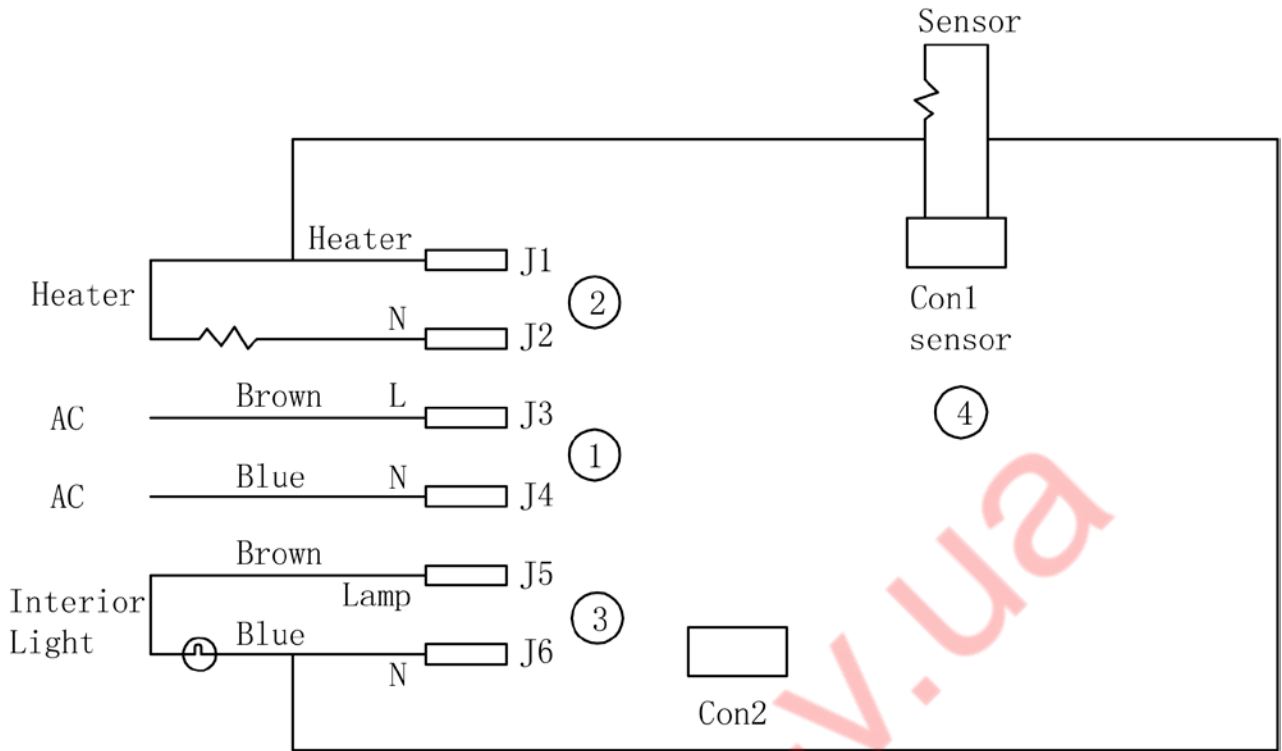 Sensor
Heater
J1
Heater
2
Con1
sensor
N
J2
Brown
L
J3
AC
4
1
Blue
N
J4
AC
Brown
J5
Lamp
Interior
Light
3
Blue
J6
N
Con2
v.ua